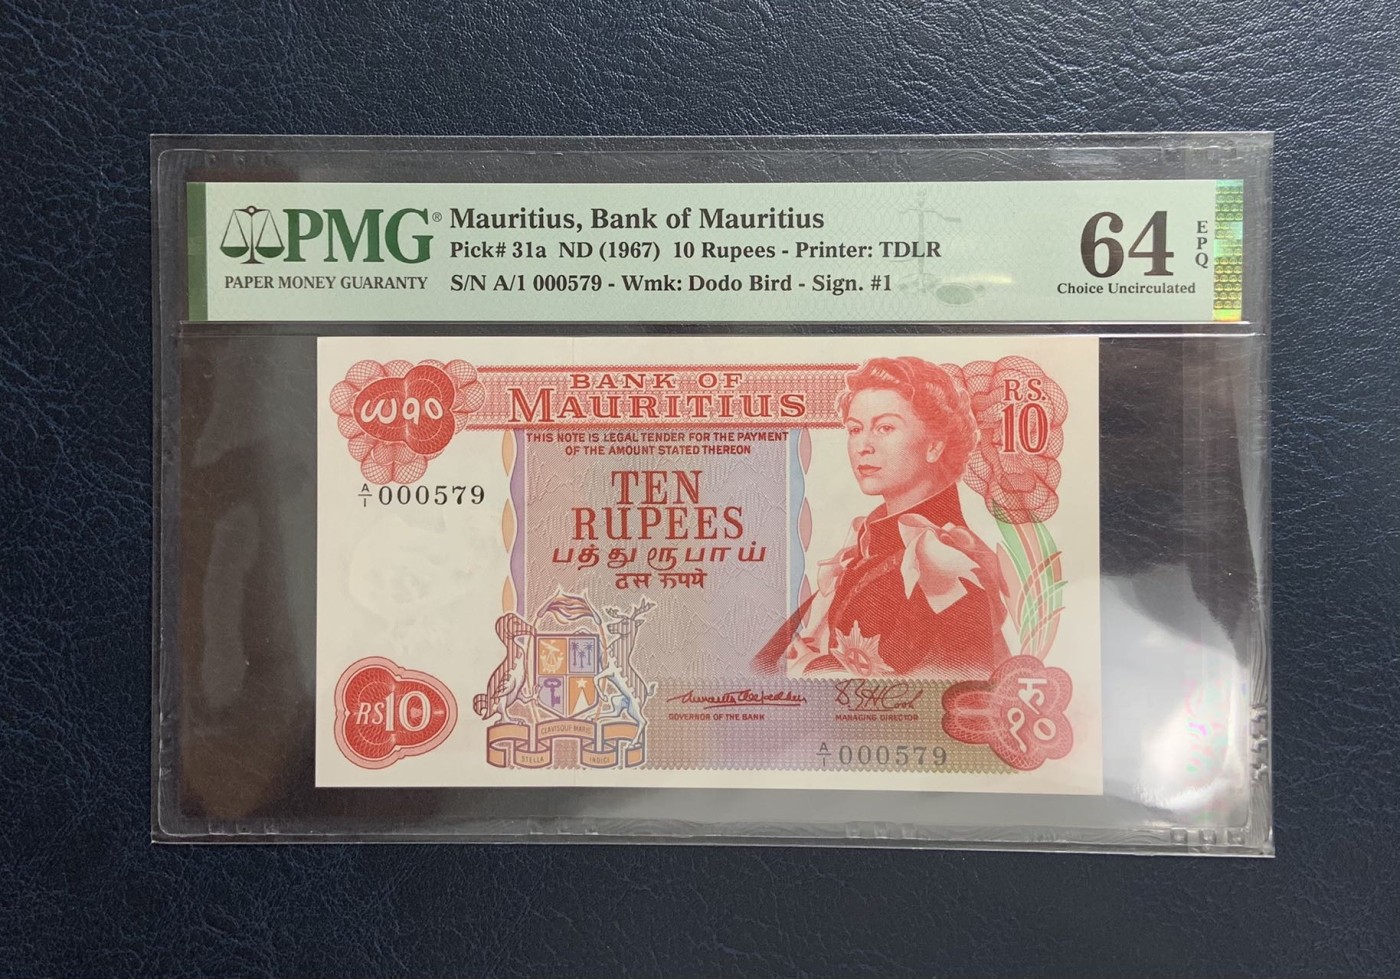 PMG® Mauritius, Bank of Mauritius
PAPER MONEY GUARANTY
Pick# 31a ND (1967) 10 Rupees - Printer: TDLR
S/N A/1 000579 - Wmk: Dodo Bird - Sign. #1
64 EPQ
Choice Uncirculated
BANK OF
MAURITIUS
RS.
10
THIS NOTE IS LEGAL TENDER FOR THE PAYMENT
OF THE AMOUNT STATED THEREON
A/1 000579
TEN
RUPEES
பத்து ரூபாய்
दस रुपये
RS 10
GOVERNOR OF THE BANK
MANAGING DIRECTOR
रु
१०
A/1 000579
STELLA CLAVISQUE MARIS INDICI